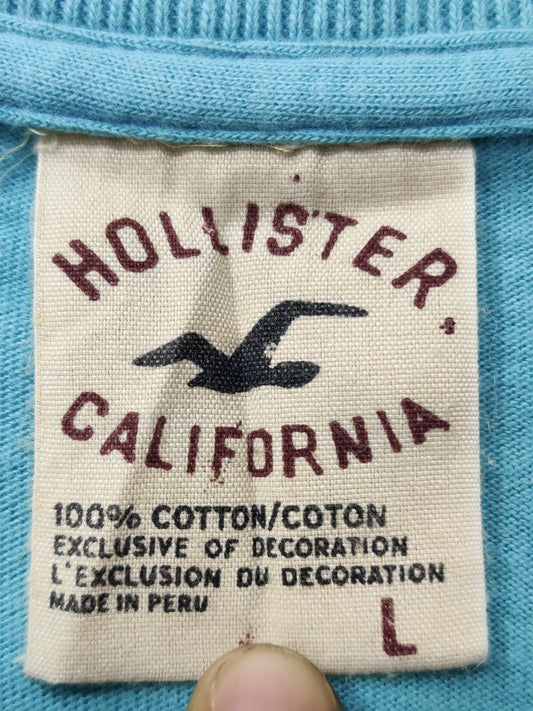 HOLLISTER
CALIFORNIA
100% COTTON/COTON
EXCLUSIVE OF DECORATION
L'EXCLUSION DU DECORATION
MADE IN PERU
L